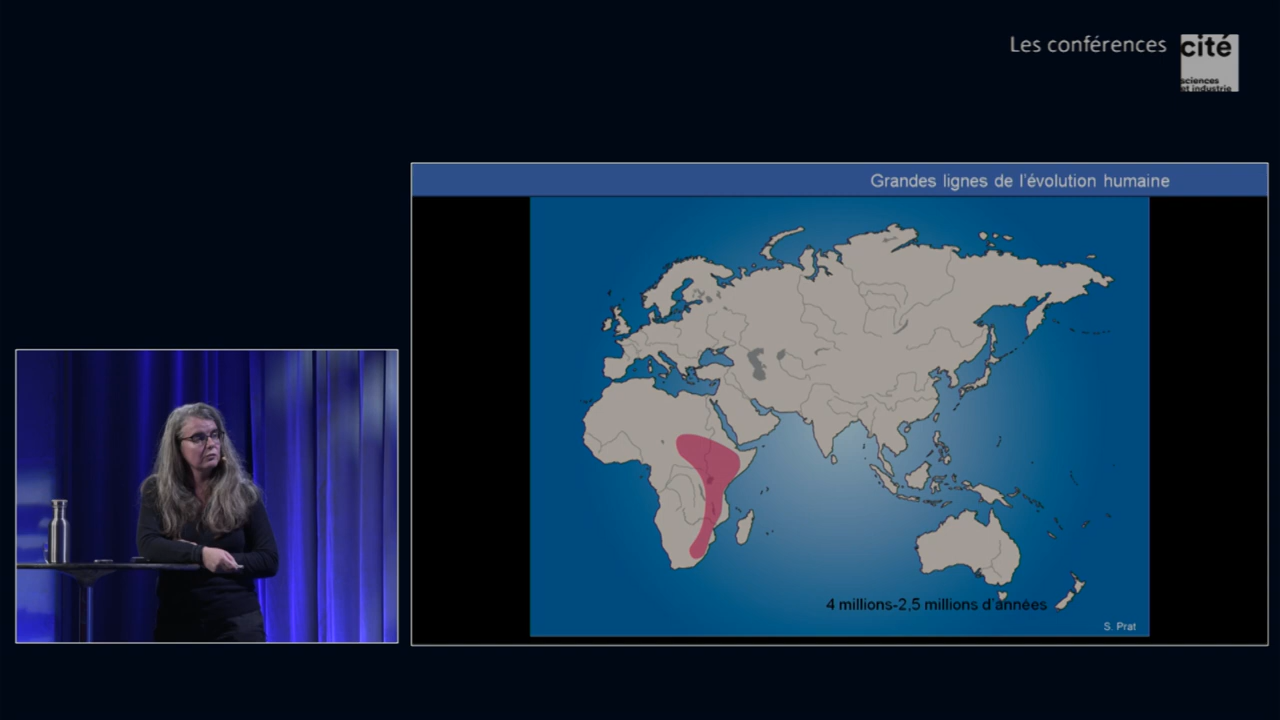 Les conférences
cité
sciences
et industrie
Grandes lignes de l'évolution humaine
4 millions-2,5 millions d'années
S. Prat